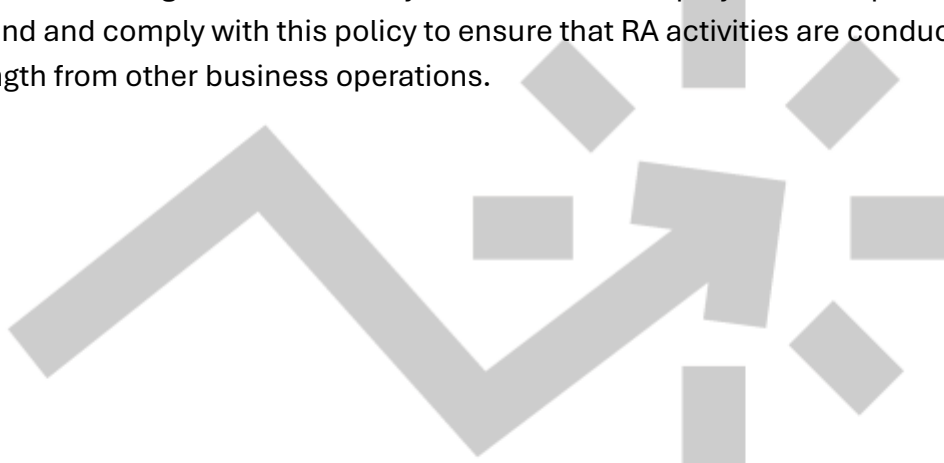 nd and comply with this policy to ensure that RA activities are conduc
gth from other business operations.